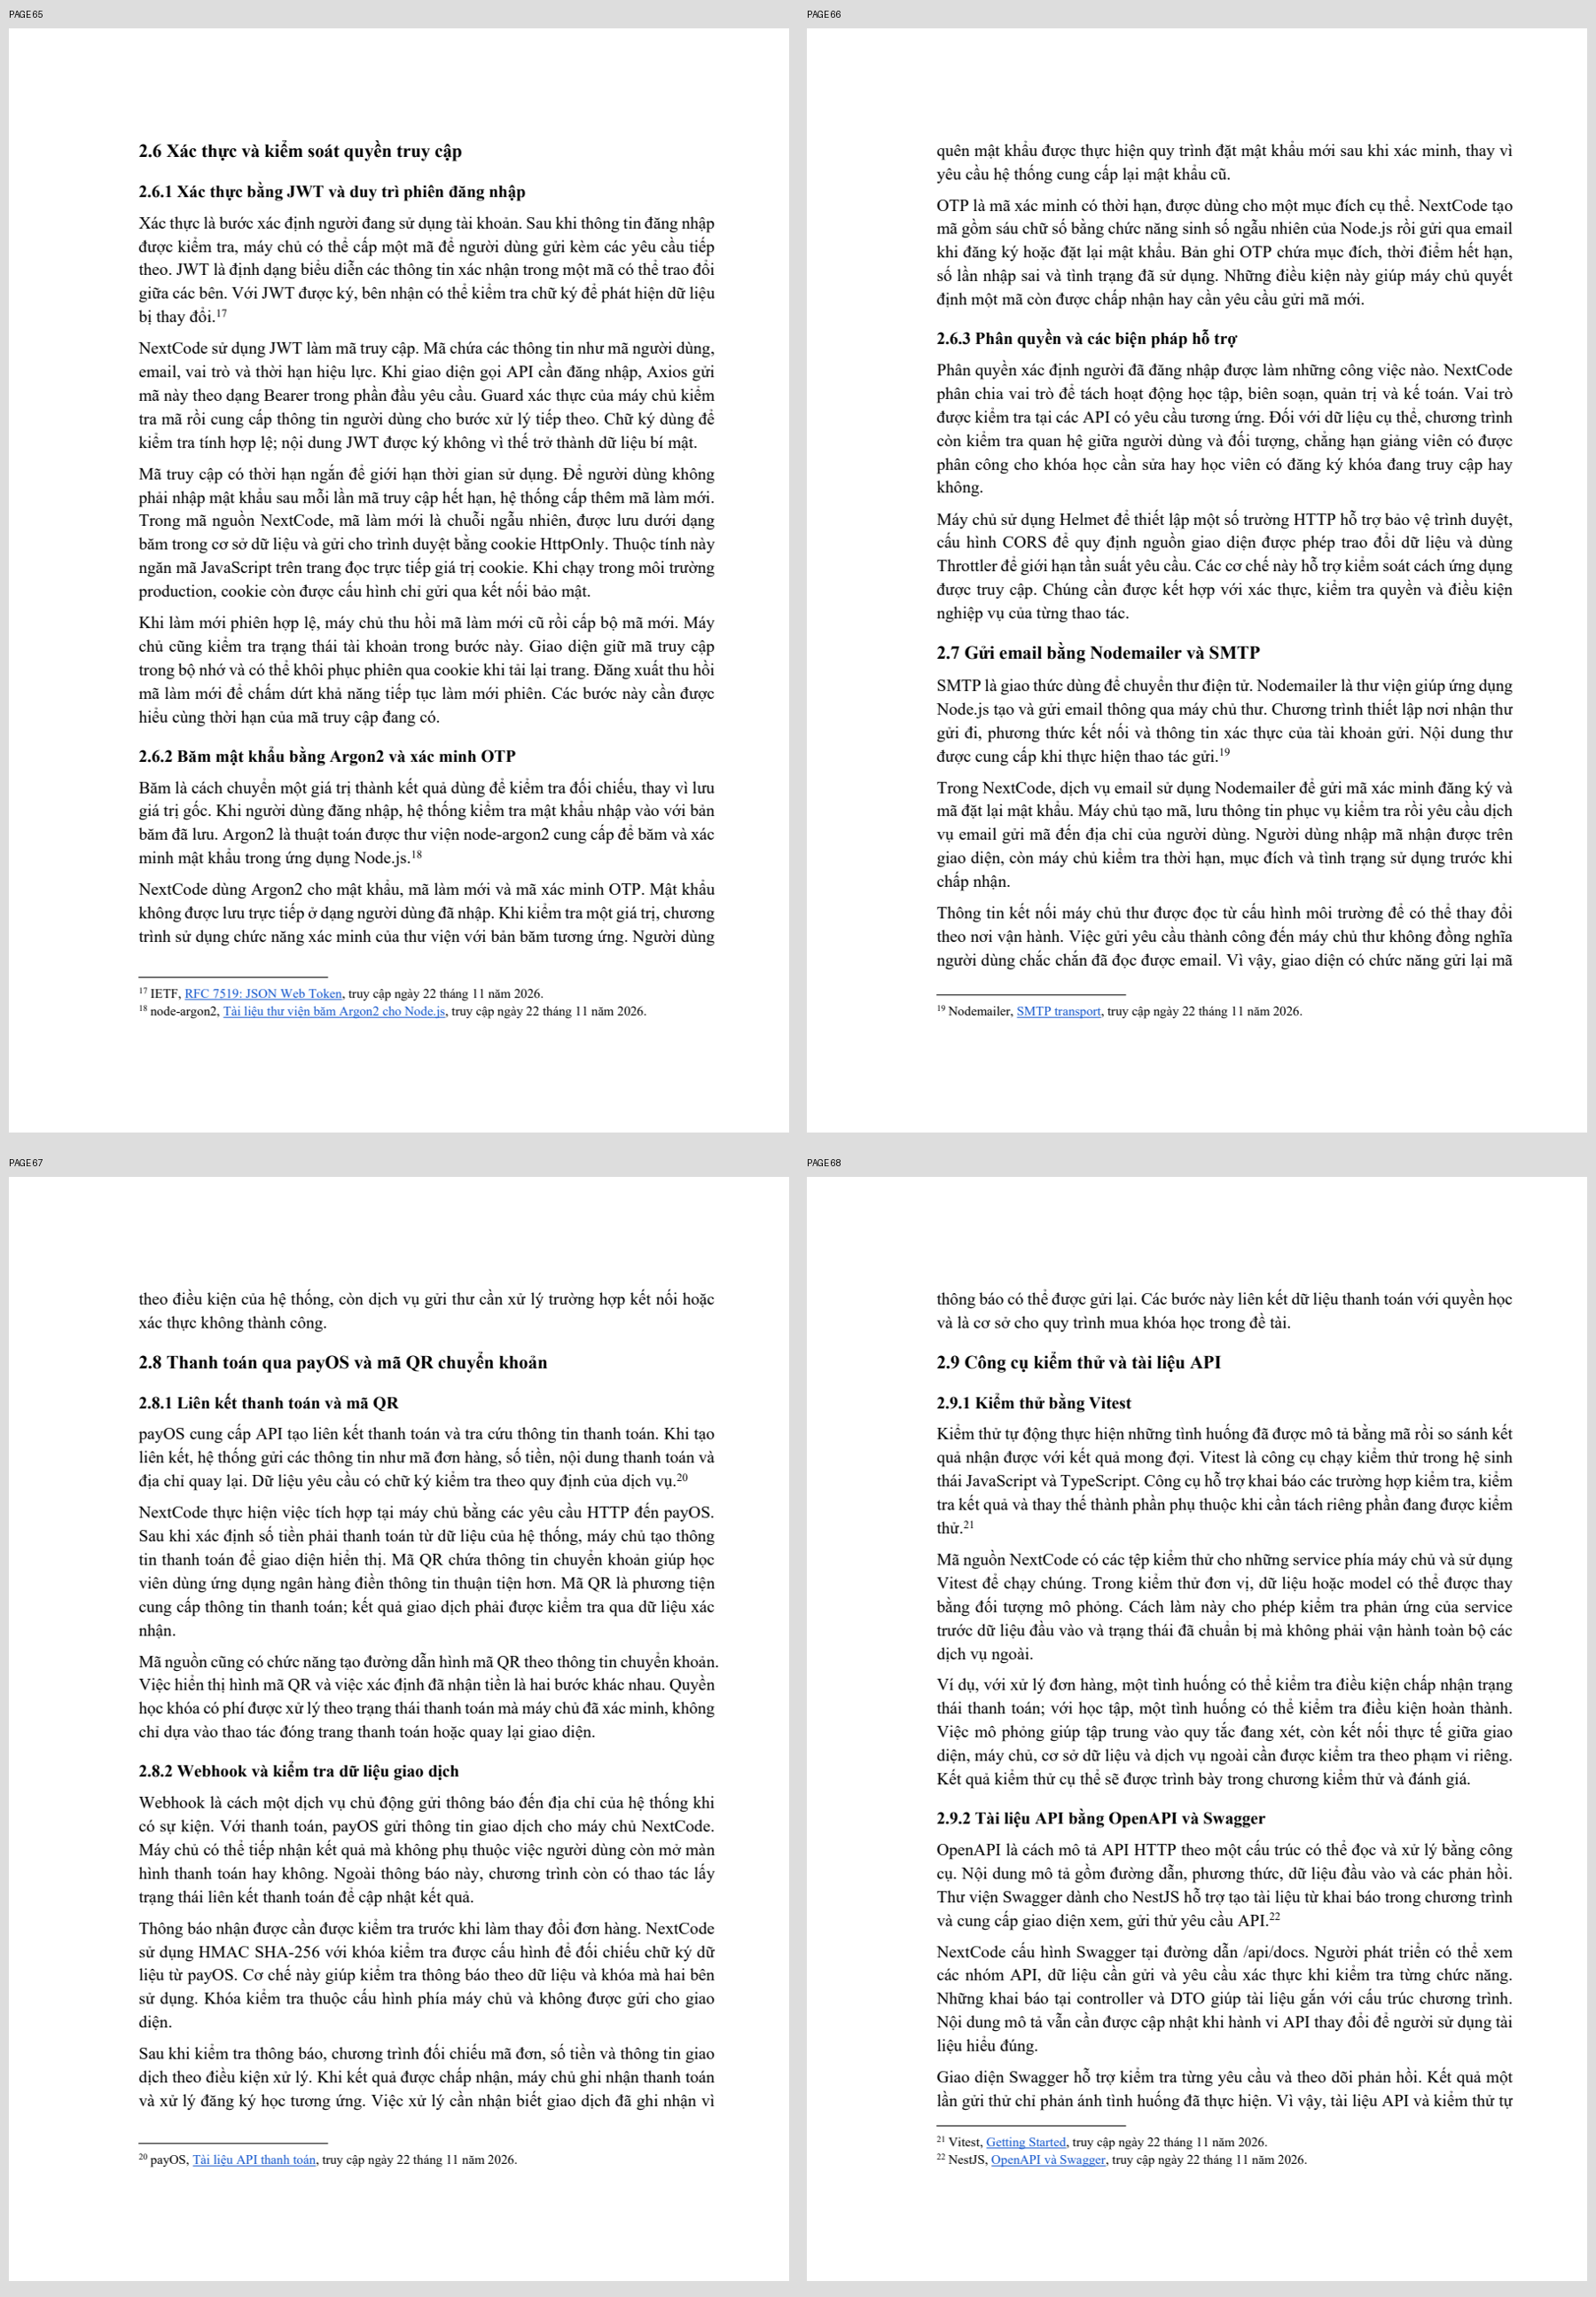 PAGE 65
2.6 Xác thực và kiểm soát quyền truy cập
2.6.1 Xác thực bằng JWT và duy trì phiên đăng nhập
Xác thực là bước xác định người đang sử dụng tài khoản. Sau khi thông tin đăng nhập
được kiểm tra, máy chủ có thể cấp một mã để người dùng gửi kèm các yêu cầu tiếp
theo. JWT là định dạng biểu diễn các thông tin xác nhận trong một mã có thể trao đổi
giữa các bên. Với JWT được ký, bên nhận có thể kiểm tra chữ ký để phát hiện dữ liệu
bị thay đổi.17
NextCode sử dụng JWT làm mã truy cập. Mã chứa các thông tin như mã người dùng,
email, vai trò và thời hạn hiệu lực. Khi giao diện gọi API cần đăng nhập, Axios gửi
mã này theo dạng Bearer trong phần đầu yêu cầu. Guard xác thực của máy chủ kiểm
tra mã rồi cung cấp thông tin người dùng cho bước xử lý tiếp theo. Chữ ký dùng để
kiểm tra tính hợp lệ; nội dung JWT được ký không vì thế trở thành dữ liệu bí mật.
Mã truy cập có thời hạn ngắn để giới hạn thời gian sử dụng. Để người dùng không
phải nhập mật khẩu sau mỗi lần mã truy cập hết hạn, hệ thống cấp thêm mã làm mới.
Trong mã nguồn NextCode, mã làm mới là chuỗi ngẫu nhiên, được lưu dưới dạng
băm trong cơ sở dữ liệu và gửi cho trình duyệt bằng cookie HttpOnly. Thuộc tính này
ngăn mã JavaScript trên trang đọc trực tiếp giá trị cookie. Khi chạy trong môi trường
production, cookie còn được cấu hình chỉ gửi qua kết nối bảo mật.
Khi làm mới phiên hợp lệ, máy chủ thu hồi mã làm mới cũ rồi cấp bộ mã mới. Máy
chủ cũng kiểm tra trạng thái tài khoản trong bước này. Giao diện giữ mã truy cập
trong bộ nhớ và có thể khôi phục phiên qua cookie khi tải lại trang. Đăng xuất thu hồi
mã làm mới để chấm dứt khả năng tiếp tục làm mới phiên. Các bước này cần được
hiểu cùng thời hạn của mã truy cập đang có.
2.6.2 Băm mật khẩu bằng Argon2 và xác minh OTP
Băm là cách chuyển một giá trị thành kết quả dùng để kiểm tra đối chiếu, thay vì lưu
giá trị gốc. Khi người dùng đăng nhập, hệ thống kiểm tra mật khẩu nhập vào với bản
băm đã lưu. Argon2 là thuật toán được thư viện node-argon2 cung cấp để băm và xác
minh mật khẩu trong ứng dụng Node.js.18
NextCode dùng Argon2 cho mật khẩu, mã làm mới và mã xác minh OTP. Mật khẩu
không được lưu trực tiếp ở dạng người dùng đã nhập. Khi kiểm tra một giá trị, chương
trình sử dụng chức năng xác minh của thư viện với bản băm tương ứng. Người dùng
17 IETF, RFC 7519: JSON Web Token, truy cập ngày 22 tháng 11 năm 2026.
18 node-argon2, Tài liệu thư viện băm Argon2 cho Node.js, truy cập ngày 22 tháng 11 năm 2026.
PAGE 66
quên mật khẩu được thực hiện quy trình đặt mật khẩu mới sau khi xác minh, thay vì
yêu cầu hệ thống cung cấp lại mật khẩu cũ.
OTP là mã xác minh có thời hạn, được dùng cho một mục đích cụ thể. NextCode tạo
mã gồm sáu chữ số bằng chức năng sinh số ngẫu nhiên của Node.js rồi gửi qua email
khi đăng ký hoặc đặt lại mật khẩu. Bản ghi OTP chứa mục đích, thời điểm hết hạn,
số lần nhập sai và tình trạng đã sử dụng. Những điều kiện này giúp máy chủ quyết
định một mã còn được chấp nhận hay cần yêu cầu gửi mã mới.
2.6.3 Phân quyền và các biện pháp hỗ trợ
Phân quyền xác định người đã đăng nhập được làm những công việc nào. NextCode
phân chia vai trò để tách hoạt động học tập, biên soạn, quản trị và kế toán. Vai trò
được kiểm tra tại các API có yêu cầu tương ứng. Đối với dữ liệu cụ thể, chương trình
còn kiểm tra quan hệ giữa người dùng và đối tượng, chẳng hạn giảng viên có được
phân công cho khóa học cần sửa hay học viên có đăng ký khóa đang truy cập hay
không.
Máy chủ sử dụng Helmet để thiết lập một số trường HTTP hỗ trợ bảo vệ trình duyệt,
cấu hình CORS để quy định nguồn giao diện được phép trao đổi dữ liệu và dùng
Throttler để giới hạn tần suất yêu cầu. Các cơ chế này hỗ trợ kiểm soát cách ứng dụng
được truy cập. Chúng cần được kết hợp với xác thực, kiểm tra quyền và điều kiện
nghiệp vụ của từng thao tác.
2.7 Gửi email bằng Nodemailer và SMTP
SMTP là giao thức dùng để chuyển thư điện tử. Nodemailer là thư viện giúp ứng dụng
Node.js tạo và gửi email thông qua máy chủ thư. Chương trình thiết lập nơi nhận thư
gửi đi, phương thức kết nối và thông tin xác thực của tài khoản gửi. Nội dung thư
được cung cấp khi thực hiện thao tác gửi.19
Trong NextCode, dịch vụ email sử dụng Nodemailer để gửi mã xác minh đăng ký và
mã đặt lại mật khẩu. Máy chủ tạo mã, lưu thông tin phục vụ kiểm tra rồi yêu cầu dịch
vụ email gửi mã đến địa chỉ của người dùng. Người dùng nhập mã nhận được trên
giao diện, còn máy chủ kiểm tra thời hạn, mục đích và tình trạng sử dụng trước khi
chấp nhận.
Thông tin kết nối máy chủ thư được đọc từ cấu hình môi trường để có thể thay đổi
theo nơi vận hành. Việc gửi yêu cầu thành công đến máy chủ thư không đồng nghĩa
người dùng chắc chắn đã đọc được email. Vì vậy, giao diện có chức năng gửi lại mã
19 Nodemailer, SMTP transport, truy cập ngày 22 tháng 11 năm 2026.
PAGE 67
theo điều kiện của hệ thống, còn dịch vụ gửi thư cần xử lý trường hợp kết nối hoặc
xác thực không thành công.
2.8 Thanh toán qua payOS và mã QR chuyển khoản
2.8.1 Liên kết thanh toán và mã QR
payOS cung cấp API tạo liên kết thanh toán và tra cứu thông tin thanh toán. Khi tạo
liên kết, hệ thống gửi các thông tin như mã đơn hàng, số tiền, nội dung thanh toán và
địa chỉ quay lại. Dữ liệu yêu cầu có chữ ký kiểm tra theo quy định của dịch vụ.20
NextCode thực hiện việc tích hợp tại máy chủ bằng các yêu cầu HTTP đến payOS.
Sau khi xác định số tiền phải thanh toán từ dữ liệu của hệ thống, máy chủ tạo thông
tin thanh toán để giao diện hiển thị. Mã QR chứa thông tin chuyển khoản giúp học
viên dùng ứng dụng ngân hàng điền thông tin thuận tiện hơn. Mã QR là phương tiện
cung cấp thông tin thanh toán; kết quả giao dịch phải được kiểm tra qua dữ liệu xác
nhận.
Mã nguồn cũng có chức năng tạo đường dẫn hình mã QR theo thông tin chuyển khoản.
Việc hiển thị hình mã QR và việc xác định đã nhận tiền là hai bước khác nhau. Quyền
học khóa có phí được xử lý theo trạng thái thanh toán mà máy chủ đã xác minh, không
chỉ dựa vào thao tác đóng trang thanh toán hoặc quay lại giao diện.
2.8.2 Webhook và kiểm tra dữ liệu giao dịch
Webhook là cách một dịch vụ chủ động gửi thông báo đến địa chỉ của hệ thống khi
có sự kiện. Với thanh toán, payOS gửi thông tin giao dịch cho máy chủ NextCode.
Máy chủ có thể tiếp nhận kết quả mà không phụ thuộc việc người dùng còn mở màn
hình thanh toán hay không. Ngoài thông báo này, chương trình còn có thao tác lấy
trạng thái liên kết thanh toán để cập nhật kết quả.
Thông báo nhận được cần được kiểm tra trước khi làm thay đổi đơn hàng. NextCode
sử dụng HMAC SHA-256 với khóa kiểm tra được cấu hình để đối chiếu chữ ký dữ
liệu từ payOS. Cơ chế này giúp kiểm tra thông báo theo dữ liệu và khóa mà hai bên
sử dụng. Khóa kiểm tra thuộc cấu hình phía máy chủ và không được gửi cho giao
diện.
Sau khi kiểm tra thông báo, chương trình đối chiếu mã đơn, số tiền và thông tin giao
dịch theo điều kiện xử lý. Khi kết quả được chấp nhận, máy chủ ghi nhận thanh toán
và xử lý đăng ký học tương ứng. Việc xử lý cần nhận biết giao dịch đã ghi nhận vì
20 payOS, Tài liệu API thanh toán, truy cập ngày 22 tháng 11 năm 2026.
PAGE 68
thông báo có thể được gửi lại. Các bước này liên kết dữ liệu thanh toán với quyền học
và là cơ sở cho quy trình mua khóa học trong đề tài.
2.9 Công cụ kiểm thử và tài liệu API
2.9.1 Kiểm thử bằng Vitest
Kiểm thử tự động thực hiện những tình huống đã được mô tả bằng mã rồi so sánh kết
quả nhận được với kết quả mong đợi. Vitest là công cụ chạy kiểm thử trong hệ sinh
thái JavaScript và TypeScript. Công cụ hỗ trợ khai báo các trường hợp kiểm tra, kiểm
tra kết quả và thay thế thành phần phụ thuộc khi cần tách riêng phần đang được kiểm
thử.21
Mã nguồn NextCode có các tệp kiểm thử cho những service phía máy chủ và sử dụng
Vitest để chạy chúng. Trong kiểm thử đơn vị, dữ liệu hoặc model có thể được thay
bằng đối tượng mô phỏng. Cách làm này cho phép kiểm tra phản ứng của service
trước dữ liệu đầu vào và trạng thái đã chuẩn bị mà không phải vận hành toàn bộ các
dịch vụ ngoài.
Ví dụ, với xử lý đơn hàng, một tình huống có thể kiểm tra điều kiện chấp nhận trạng
thái thanh toán; với học tập, một tình huống có thể kiểm tra điều kiện hoàn thành.
Việc mô phỏng giúp tập trung vào quy tắc đang xét, còn kết nối thực tế giữa giao
diện, máy chủ, cơ sở dữ liệu và dịch vụ ngoài cần được kiểm tra theo phạm vi riêng.
Kết quả kiểm thử cụ thể sẽ được trình bày trong chương kiểm thử và đánh giá.
2.9.2 Tài liệu API bằng OpenAPI và Swagger
OpenAPI là cách mô tả API HTTP theo một cấu trúc có thể đọc và xử lý bằng công
cụ. Nội dung mô tả gồm đường dẫn, phương thức, dữ liệu đầu vào và các phản hồi.
Thư viện Swagger dành cho NestJS hỗ trợ tạo tài liệu từ khai báo trong chương trình
và cung cấp giao diện xem, gửi thử yêu cầu API.22
NextCode cấu hình Swagger tại đường dẫn /api/docs. Người phát triển có thể xem
các nhóm API, dữ liệu cần gửi và yêu cầu xác thực khi kiểm tra từng chức năng.
Những khai báo tại controller và DTO giúp tài liệu gắn với cấu trúc chương trình.
Nội dung mô tả vẫn cần được cập nhật khi hành vi API thay đổi để người sử dụng tài
liệu hiểu đúng.
Giao diện Swagger hỗ trợ kiểm tra từng yêu cầu và theo dõi phản hồi. Kết quả một
lần gửi thử chỉ phản ánh tình huống đã thực hiện. Vì vậy, tài liệu API và kiểm thử tự
21 Vitest, Getting Started, truy cập ngày 22 tháng 11 năm 2026.
22 NestJS, OpenAPI và Swagger, truy cập ngày 22 tháng 11 năm 2026.